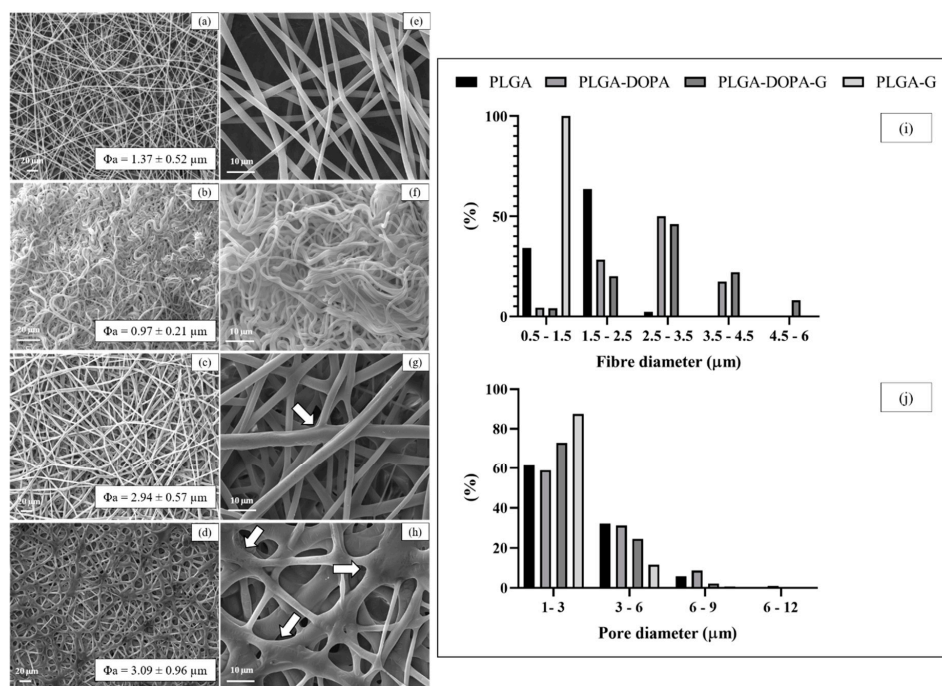 (a)
20 µm
Φa = 1.37 ± 0.52 µm
(e)
10 µm
(b)
20 µm
Φa = 0.97 ± 0.21 µm
(f)
10 µm
(c)
20 µm
Φa = 2.94 ± 0.57 µm
(g)
10 µm
(d)
20 µm
Φa = 3.09 ± 0.96 µm
(h)
10 µm
PLGA PLGA-DOPA PLGA-DOPA-G PLGA-G
(i)
100
50
0
(%)
0.5 - 1.5 1.5 - 2.5 2.5 - 3.5 3.5 - 4.5 4.5 - 6
Fibre diameter (µm)
(j)
100
80
60
40
20
0
(%)
1- 3 3 - 6 6 - 9 6 - 12
Pore diameter (µm)